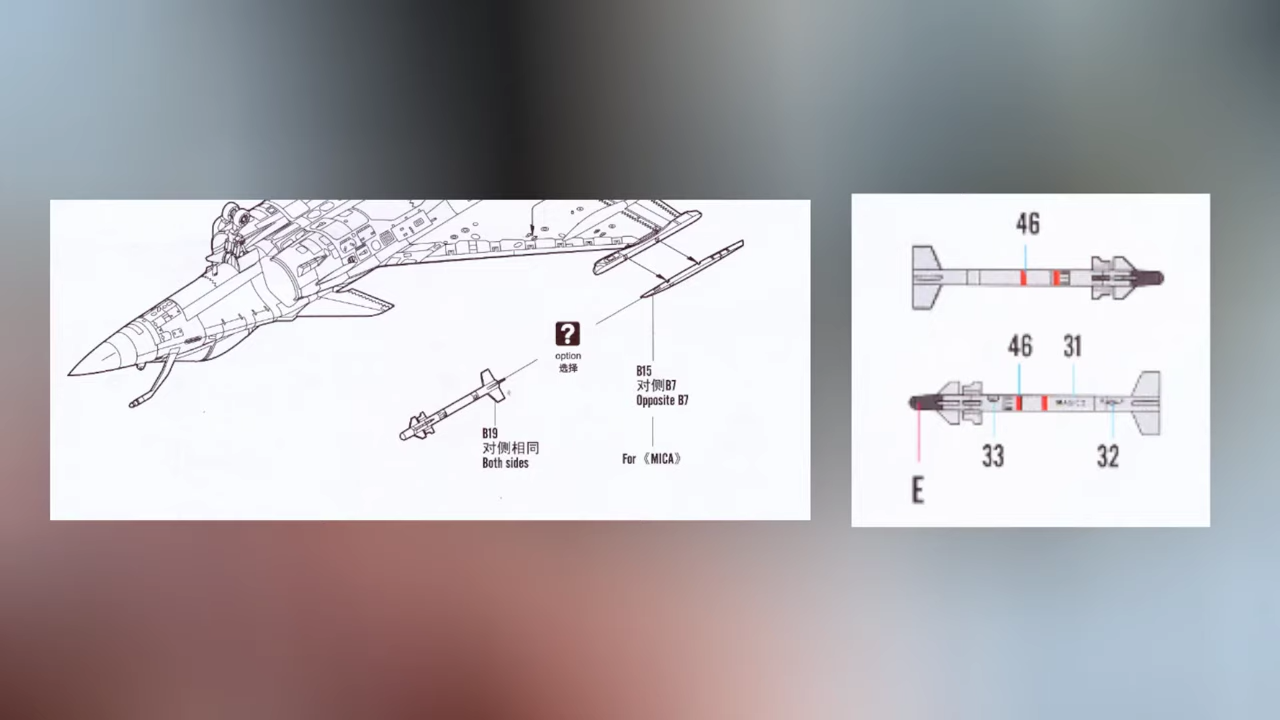 ?
option
选择
B15
对侧B7
Opposite B7
B19
对侧相同
Both sides
For《MICA》
46
46
31
33
32
E